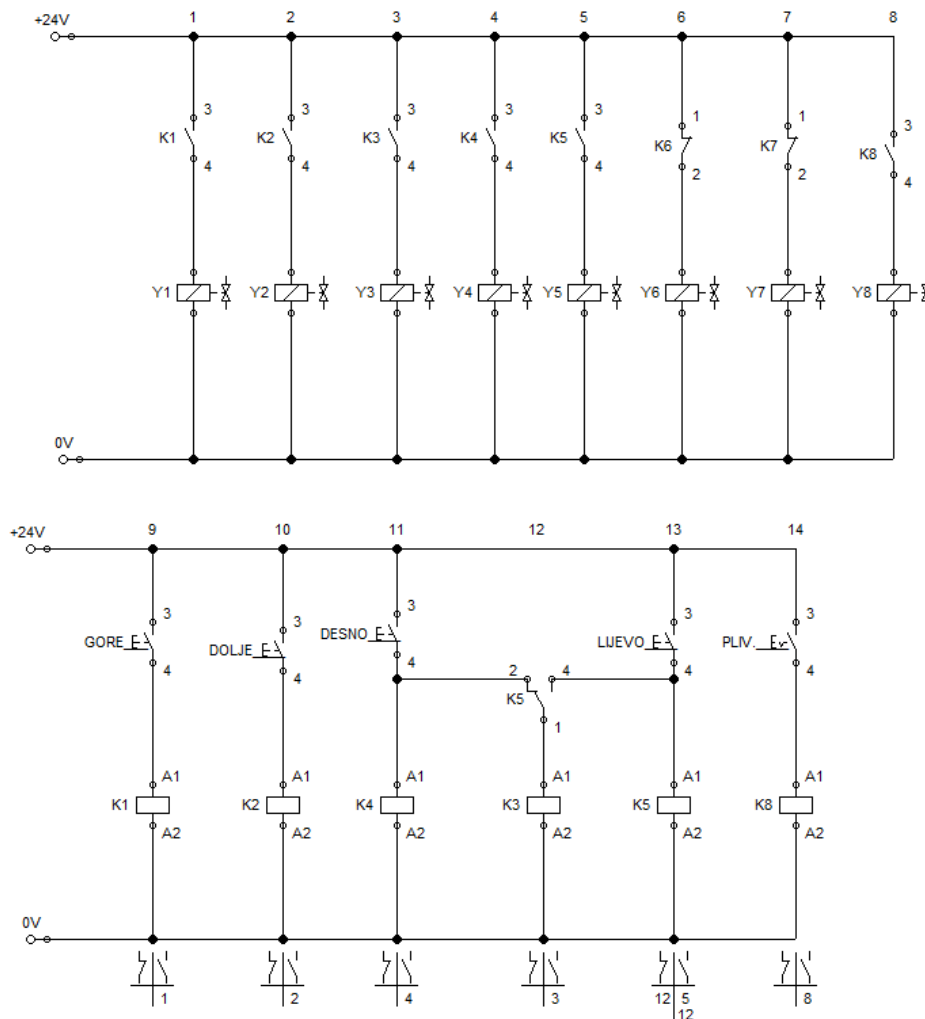 +24V 1 2 3 4 5 6 7 8
3 3 3 3 3 1 1 3
K1 K2 K3 K4 K5 K6 K7 K8
4 4 4 4 4 2 2 4
Y1 Y2 Y3 Y4 Y5 Y6 Y7 Y8
0V
+24V 9 10 11 12 13 14
3 3 3 3 3
GORE DOLJE DESNO LIJEVO PLIV.
4 4 4 4 4
2 4
K5
1
A1 A1 A1 A1 A1 A1
K1 K2 K4 K3 K5 K8
A2 A2 A2 A2 A2 A2
0V
1 2 4 3 12 5 8
12